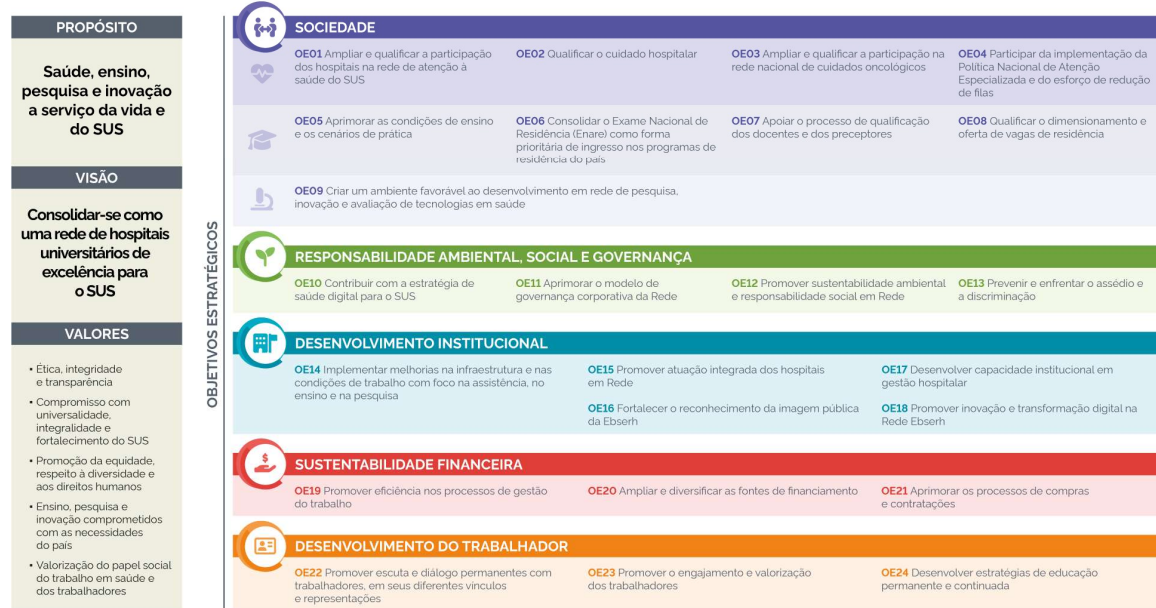 PROPÓSITO
Saúde, ensino,
pesquisa e inovação
a serviço da vida e
do SUS
VISÃO
Consolidar-se como
uma rede de hospitais
universitários de
excelência para
o SUS
VALORES
• Ética, integridade
e transparência
• Compromisso com
universalidade,
integralidade e
fortalecimento do SUS
• Promoção da equidade,
respeito à diversidade e
aos direitos humanos
• Ensino, pesquisa e
inovação comprometidos
com as necessidades
do país
• Valorização do papel social
do trabalho em saúde e
dos trabalhadores
OBJETIVOS ESTRATÉGICOS
SOCIEDADE
OE01 Ampliar e qualificar a participação
dos hospitais na rede de atenção à
saúde do SUS
OE02 Qualificar o cuidado hospitalar
OE03 Ampliar e qualificar a participação na
rede nacional de cuidados oncológicos
OE04 Participar da implementação da
Política Nacional de Atenção
Especializada e do esforço de redução
de filas
OE05 Aprimorar as condições de ensino
e os cenários de prática
OE06 Consolidar o Exame Nacional de
Residência (Enare) como forma
prioritária de ingresso nos programas de
residência do país
OE07 Apoiar o processo de qualificação
dos docentes e dos preceptores
OE08 Qualificar o dimensionamento e
oferta de vagas de residência
OE09 Criar um ambiente favorável ao desenvolvimento em rede de pesquisa,
inovação e avaliação de tecnologias em saúde
RESPONSABILIDADE AMBIENTAL, SOCIAL E GOVERNANÇA
OE10 Contribuir com a estratégia de
saúde digital para o SUS
OE11 Aprimorar o modelo de
governança corporativa da Rede
OE12 Promover sustentabilidade ambiental
e responsabilidade social em Rede
OE13 Prevenir e enfrentar o assédio e
a discriminação
DESENVOLVIMENTO INSTITUCIONAL
OE14 Implementar melhorias na infraestrutura e nas
condições de trabalho com foco na assistência, no
ensino e na pesquisa
OE15 Promover atuação integrada dos hospitais
em Rede
OE16 Fortalecer o reconhecimento da imagem pública
da Ebserh
OE17 Desenvolver capacidade institucional em
gestão hospitalar
OE18 Promover inovação e transformação digital na
Rede Ebserh
$
SUSTENTABILIDADE FINANCEIRA
OE19 Promover eficiência nos processos de gestão
do trabalho
OE20 Ampliar e diversificar as fontes de financiamento
OE21 Aprimorar os processos de compras
e contratações
DESENVOLVIMENTO DO TRABALHADOR
OE22 Promover escuta e diálogo permanentes com
trabalhadores, em seus diferentes vínculos
e representações
OE23 Promover o engajamento e valorização
dos trabalhadores
OE24 Desenvolver estratégias de educação
permanente e continuada